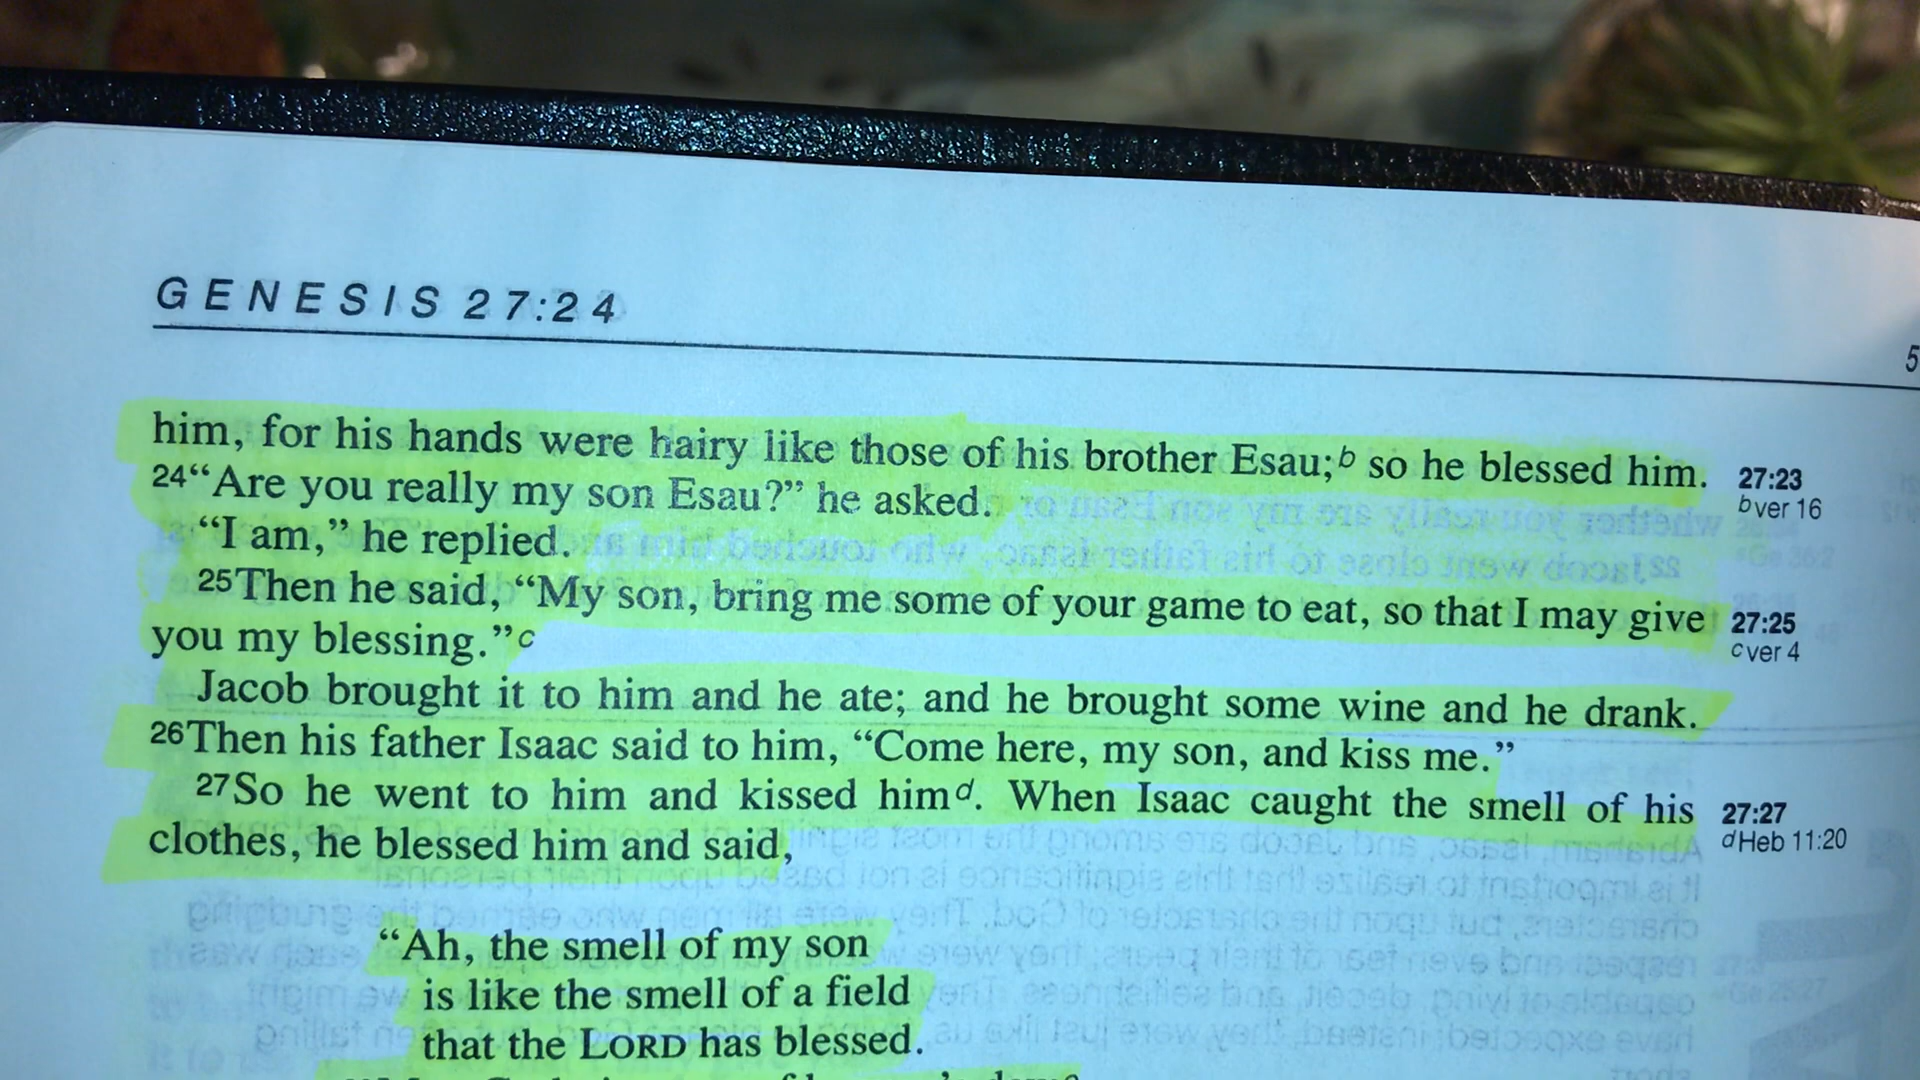 GENESIS 27:24
5
him, for his hands were hairy like those of his brother Esau;b so he blessed him.
27:23
bver 16
24“Are you really my son Esau?” he asked.
“I am,” he replied.
25Then he said, “My son, bring me some of your game to eat, so that I may give
27:25
cver 4
you my blessing.”c
Jacob brought it to him and he ate; and he brought some wine and he drank.
26Then his father Isaac said to him, “Come here, my son, and kiss me.”
27So he went to him and kissed himd. When Isaac caught the smell of his
27:27
dHeb 11:20
clothes, he blessed him and said,
“Ah, the smell of my son
is like the smell of a field
that the LORD has blessed.